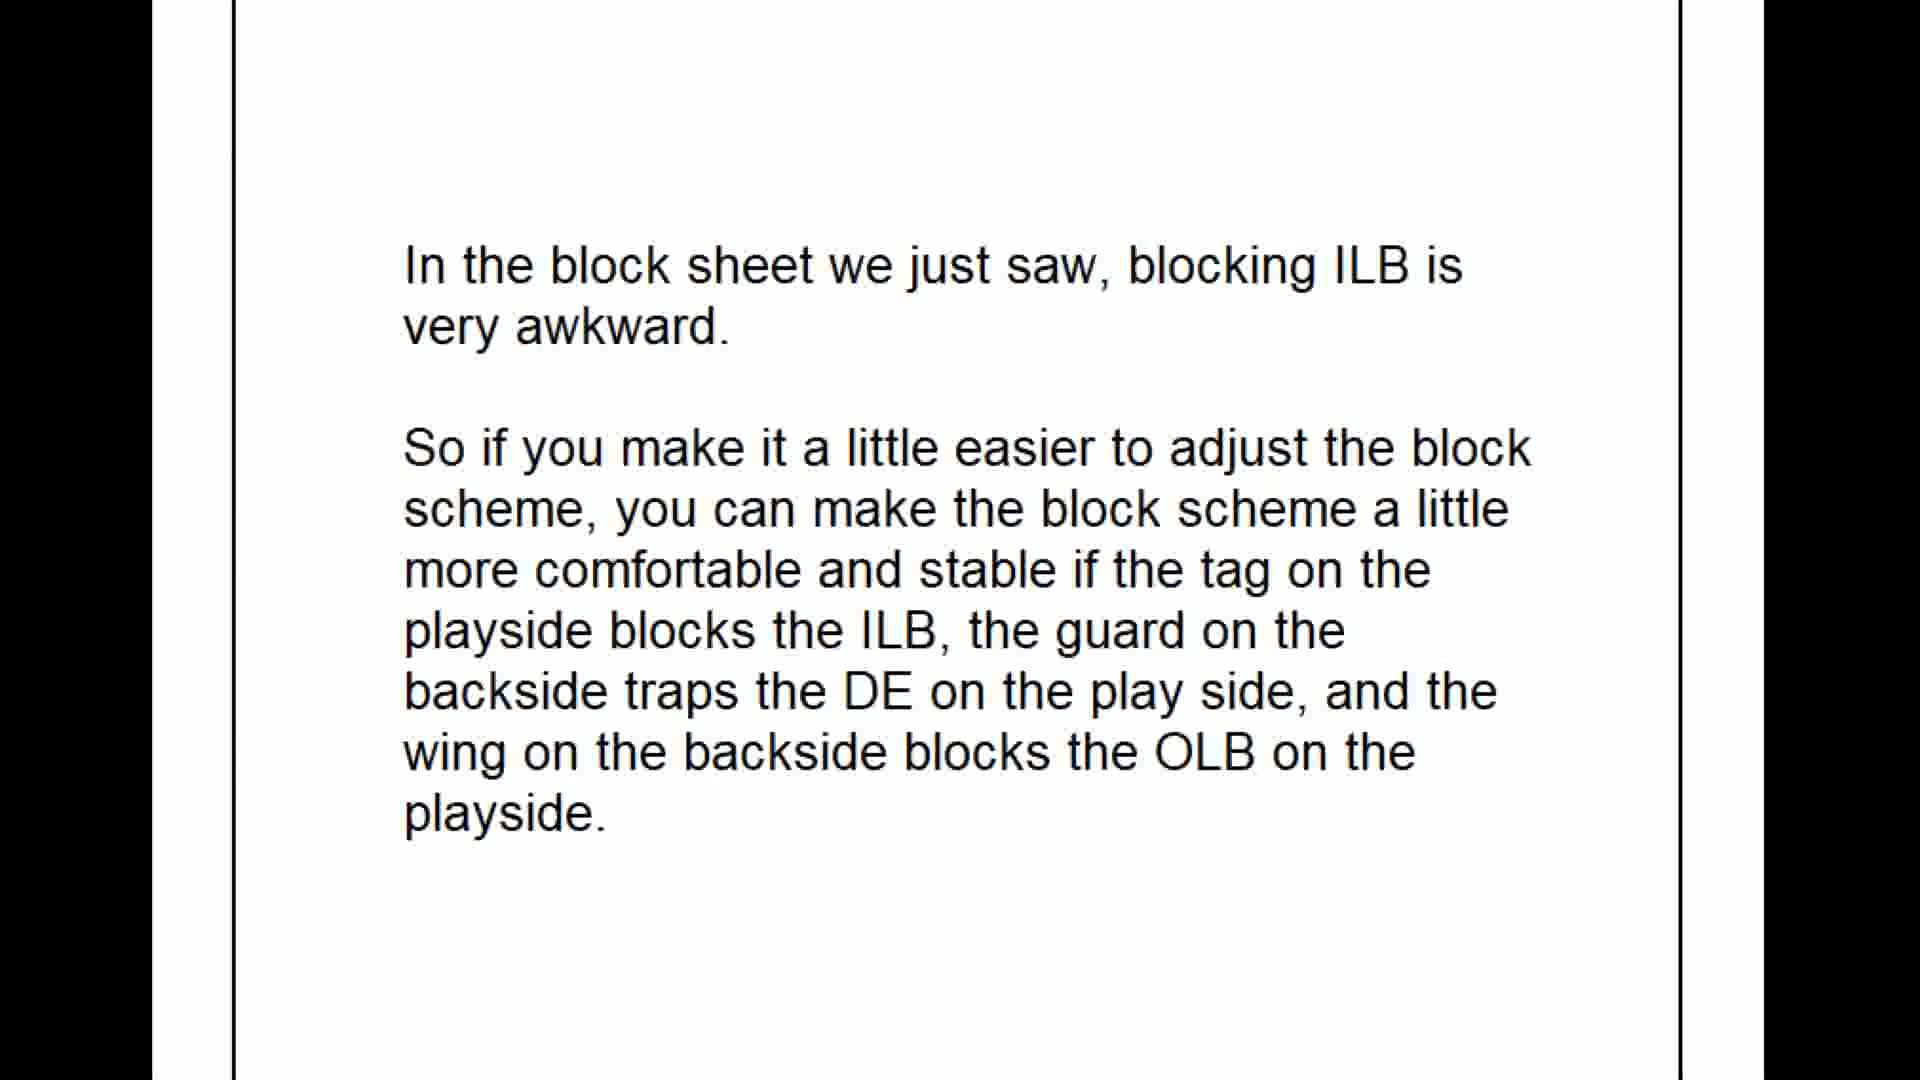 In the block sheet we just saw, blocking ILB is
very awkward.
So if you make it a little easier to adjust the block
scheme, you can make the block scheme a little
more comfortable and stable if the tag on the
playside blocks the ILB, the guard on the
backside traps the DE on the play side, and the
wing on the backside blocks the OLB on the
playside.